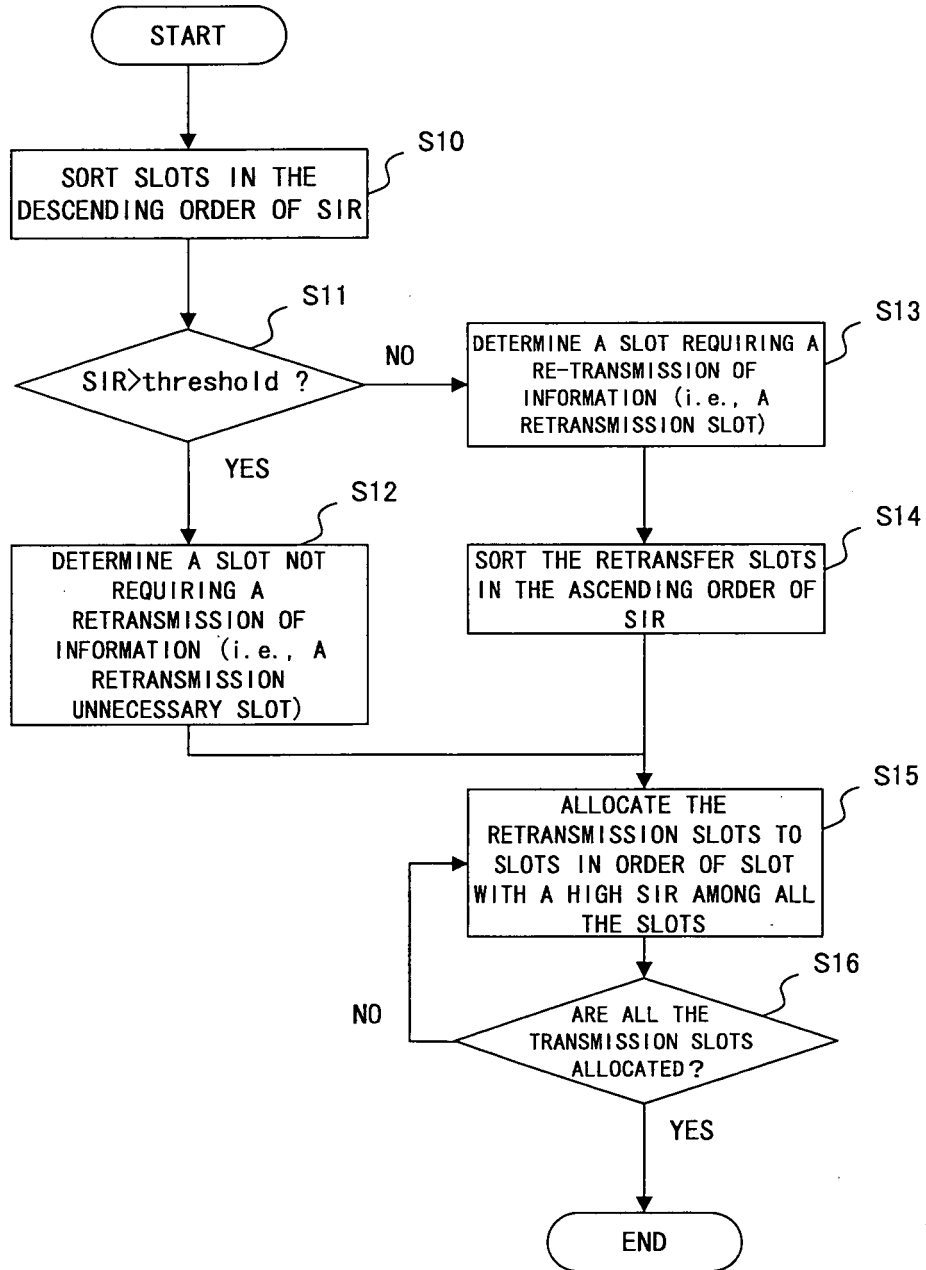 START
S10
SORT SLOTS IN THE
DESCENDING ORDER OF SIR
S11
SIR>threshold ?
NO
YES
S13
DETERMINE A SLOT REQUIRING A
RE-TRANSMISSION OF
INFORMATION (i.e., A
RETRANSMISSION SLOT)
S12
DETERMINE A SLOT NOT
REQUIRING A
RETRANSMISSION OF
INFORMATION (i.e., A
RETRANSMISSION
UNNECESSARY SLOT)
S14
SORT THE RETRANSFER SLOTS
IN THE ASCENDING ORDER OF
SIR
S15
ALLOCATE THE
RETRANSMISSION SLOTS TO
SLOTS IN ORDER OF SLOT
WITH A HIGH SIR AMONG ALL
THE SLOTS
S16
NO
ARE ALL THE
TRANSMISSION SLOTS
ALLOCATED?
YES
END